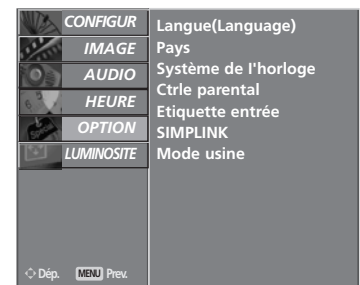 CONFIGUR
IMAGE
AUDIO
HEURE
OPTION
LUMINOSITE
Langue(Language)
Pays
Système de l'horloge
Ctrle parental
Etiquette entrée
SIMPLINK
Mode usine
Dép. MENU Prev.